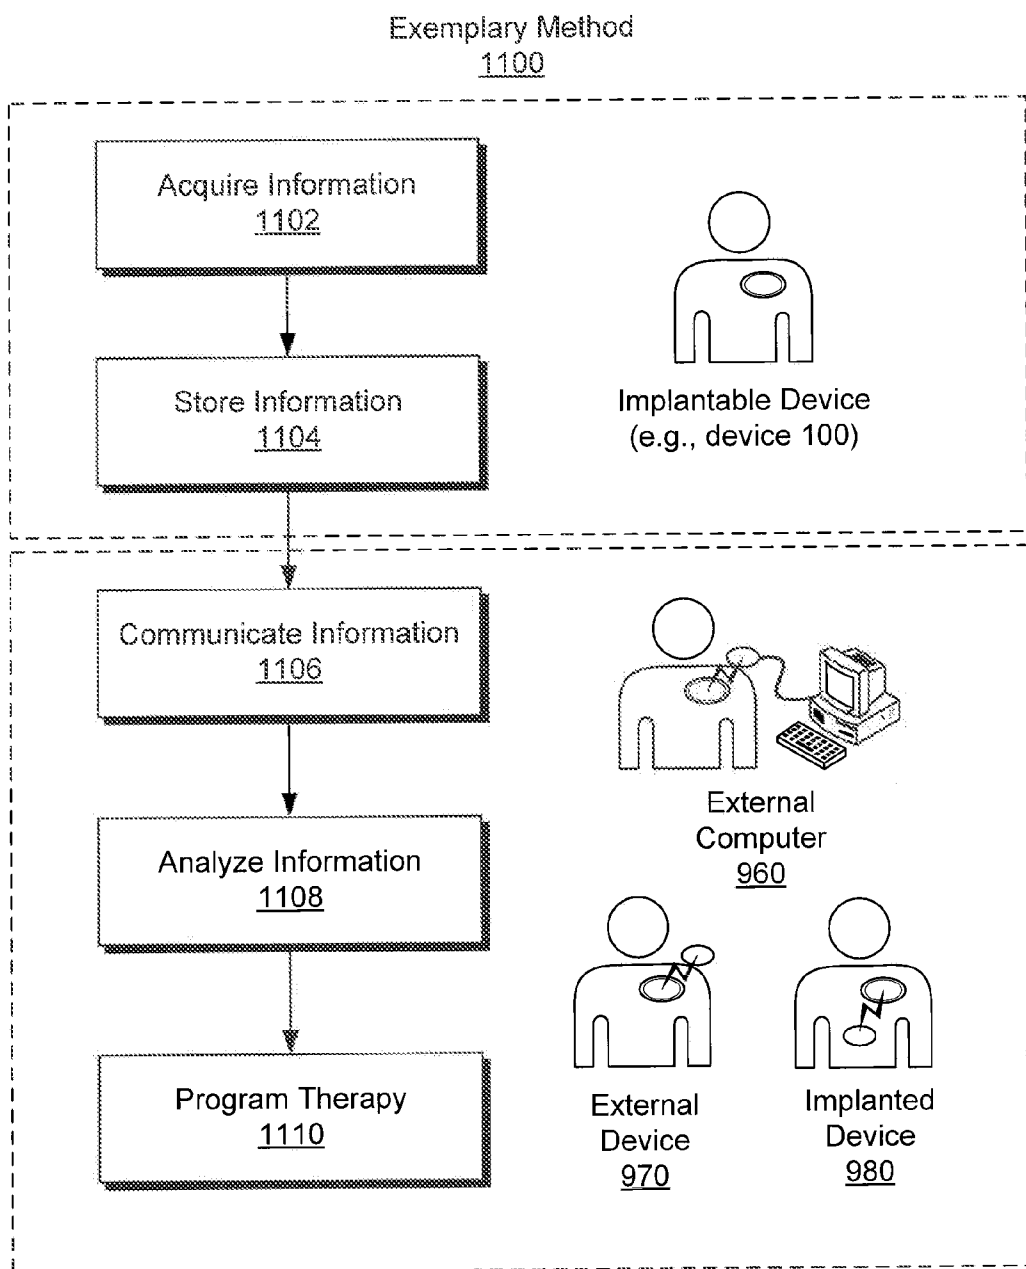 Exemplary Method
1100
Acquire Information
1102
Store Information
1104
Implantable Device
(e.g., device 100)
Communicate Information
1106
External
Computer
960
Analyze Information
1108
Program Therapy
1110
External
Device
970
Implanted
Device
980